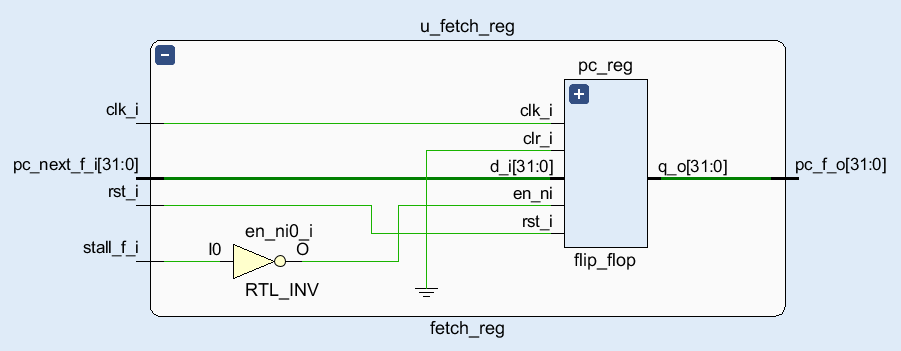 u_fetch_reg
pc_reg
clk_i
clk_i
clr_i
pc_next_f_i[31:0]
d_i[31:0]
q_o[31:0]
pc_f_o[31:0]
rst_i
en_ni
rst_i
en_ni0_i
stall_f_i
I0
O
flip_flop
RTL_INV
fetch_reg